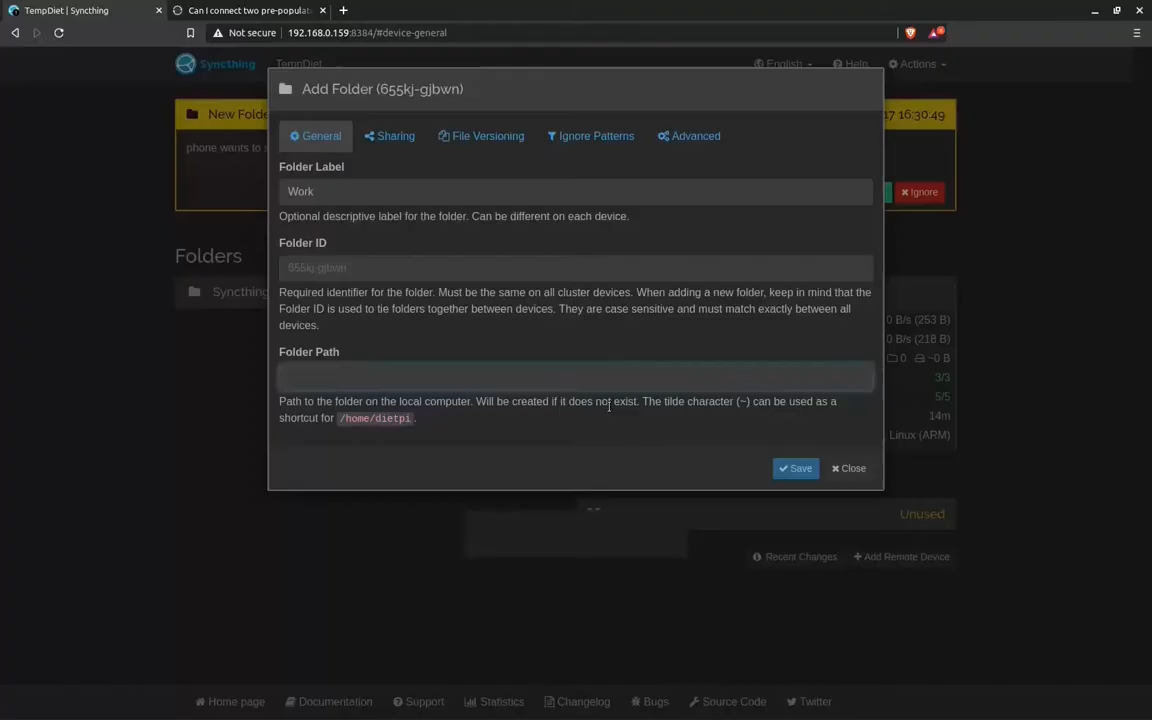 TempDiet | Syncthing
Can I connect two pre-populat
Not secure 192.168.0.159:8384/#device-general
Syncthing TempDiet English Help Actions
Add Folder (655kj-gjbwn)
New Folde
17 16:30:49
General Sharing File Versioning Ignore Patterns Advanced
phone wants to s
Folder Label
Work
Ignore
Optional descriptive label for the folder. Can be different on each device.
Folder ID
Folders
655kj-gjbwn
Syncthing
Required identifier for the folder. Must be the same on all cluster devices. When adding a new folder, keep in mind that the
Folder ID is used to tie folders together between devices. They are case sensitive and must match exactly between all
devices.
0 B/s (253 B)
0 B/s (218 B)
0 ~0 B
3/3
5/5
14m
Linux (ARM)
Folder Path
Path to the folder on the local computer. Will be created if it does not exist. The tilde character (~) can be used as a
shortcut for /home/dietpi.
Save Close
Unused
Recent Changes Add Remote Device
Home page Documentation Support Statistics Changelog Bugs Source Code Twitter